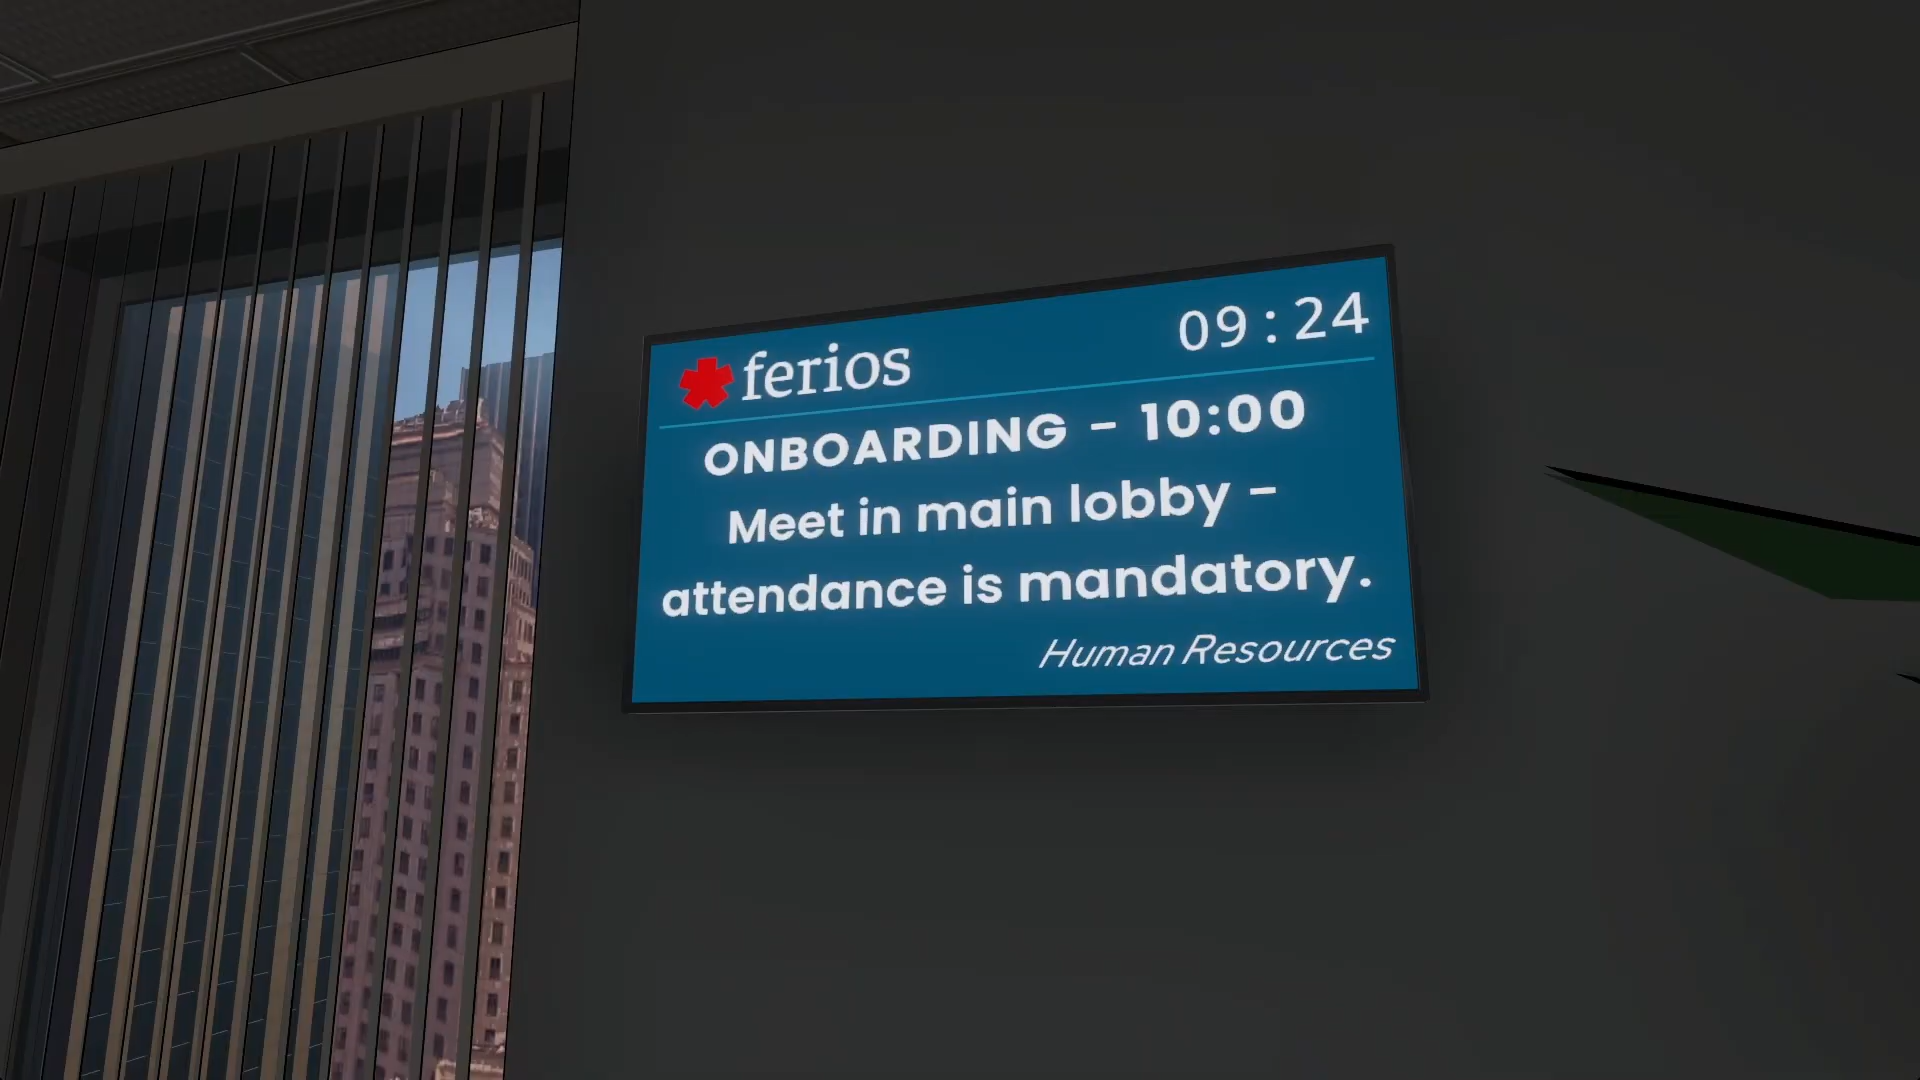 ferios
09:24
ONBOARDING – 10:00
Meet in main lobby –
attendance is mandatory.
Human Resources